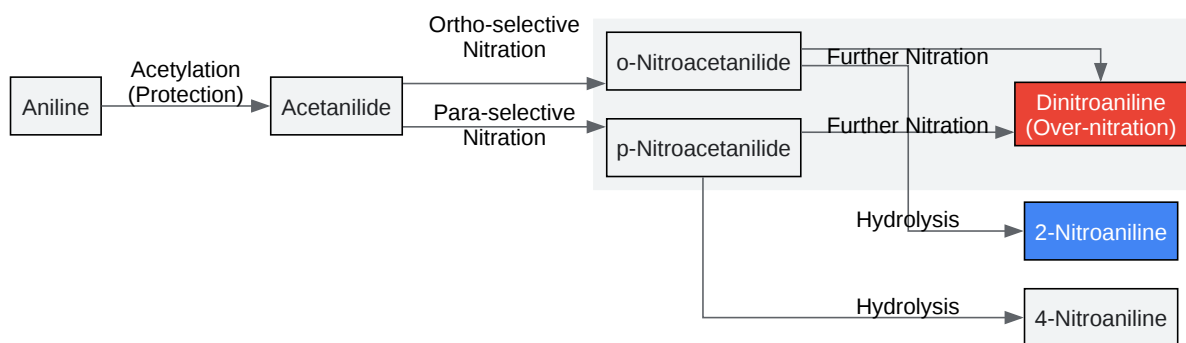 Aniline
Acetylation
(Protection)
Acetanilide
Ortho-selective
Nitration
Para-selective
Nitration
o-Nitroacetanilide
p-Nitroacetanilide
Further Nitration
Further Nitration
Dinitroaniline
(Over-nitration)
Hydrolysis
2-Nitroaniline
Hydrolysis
4-Nitroaniline